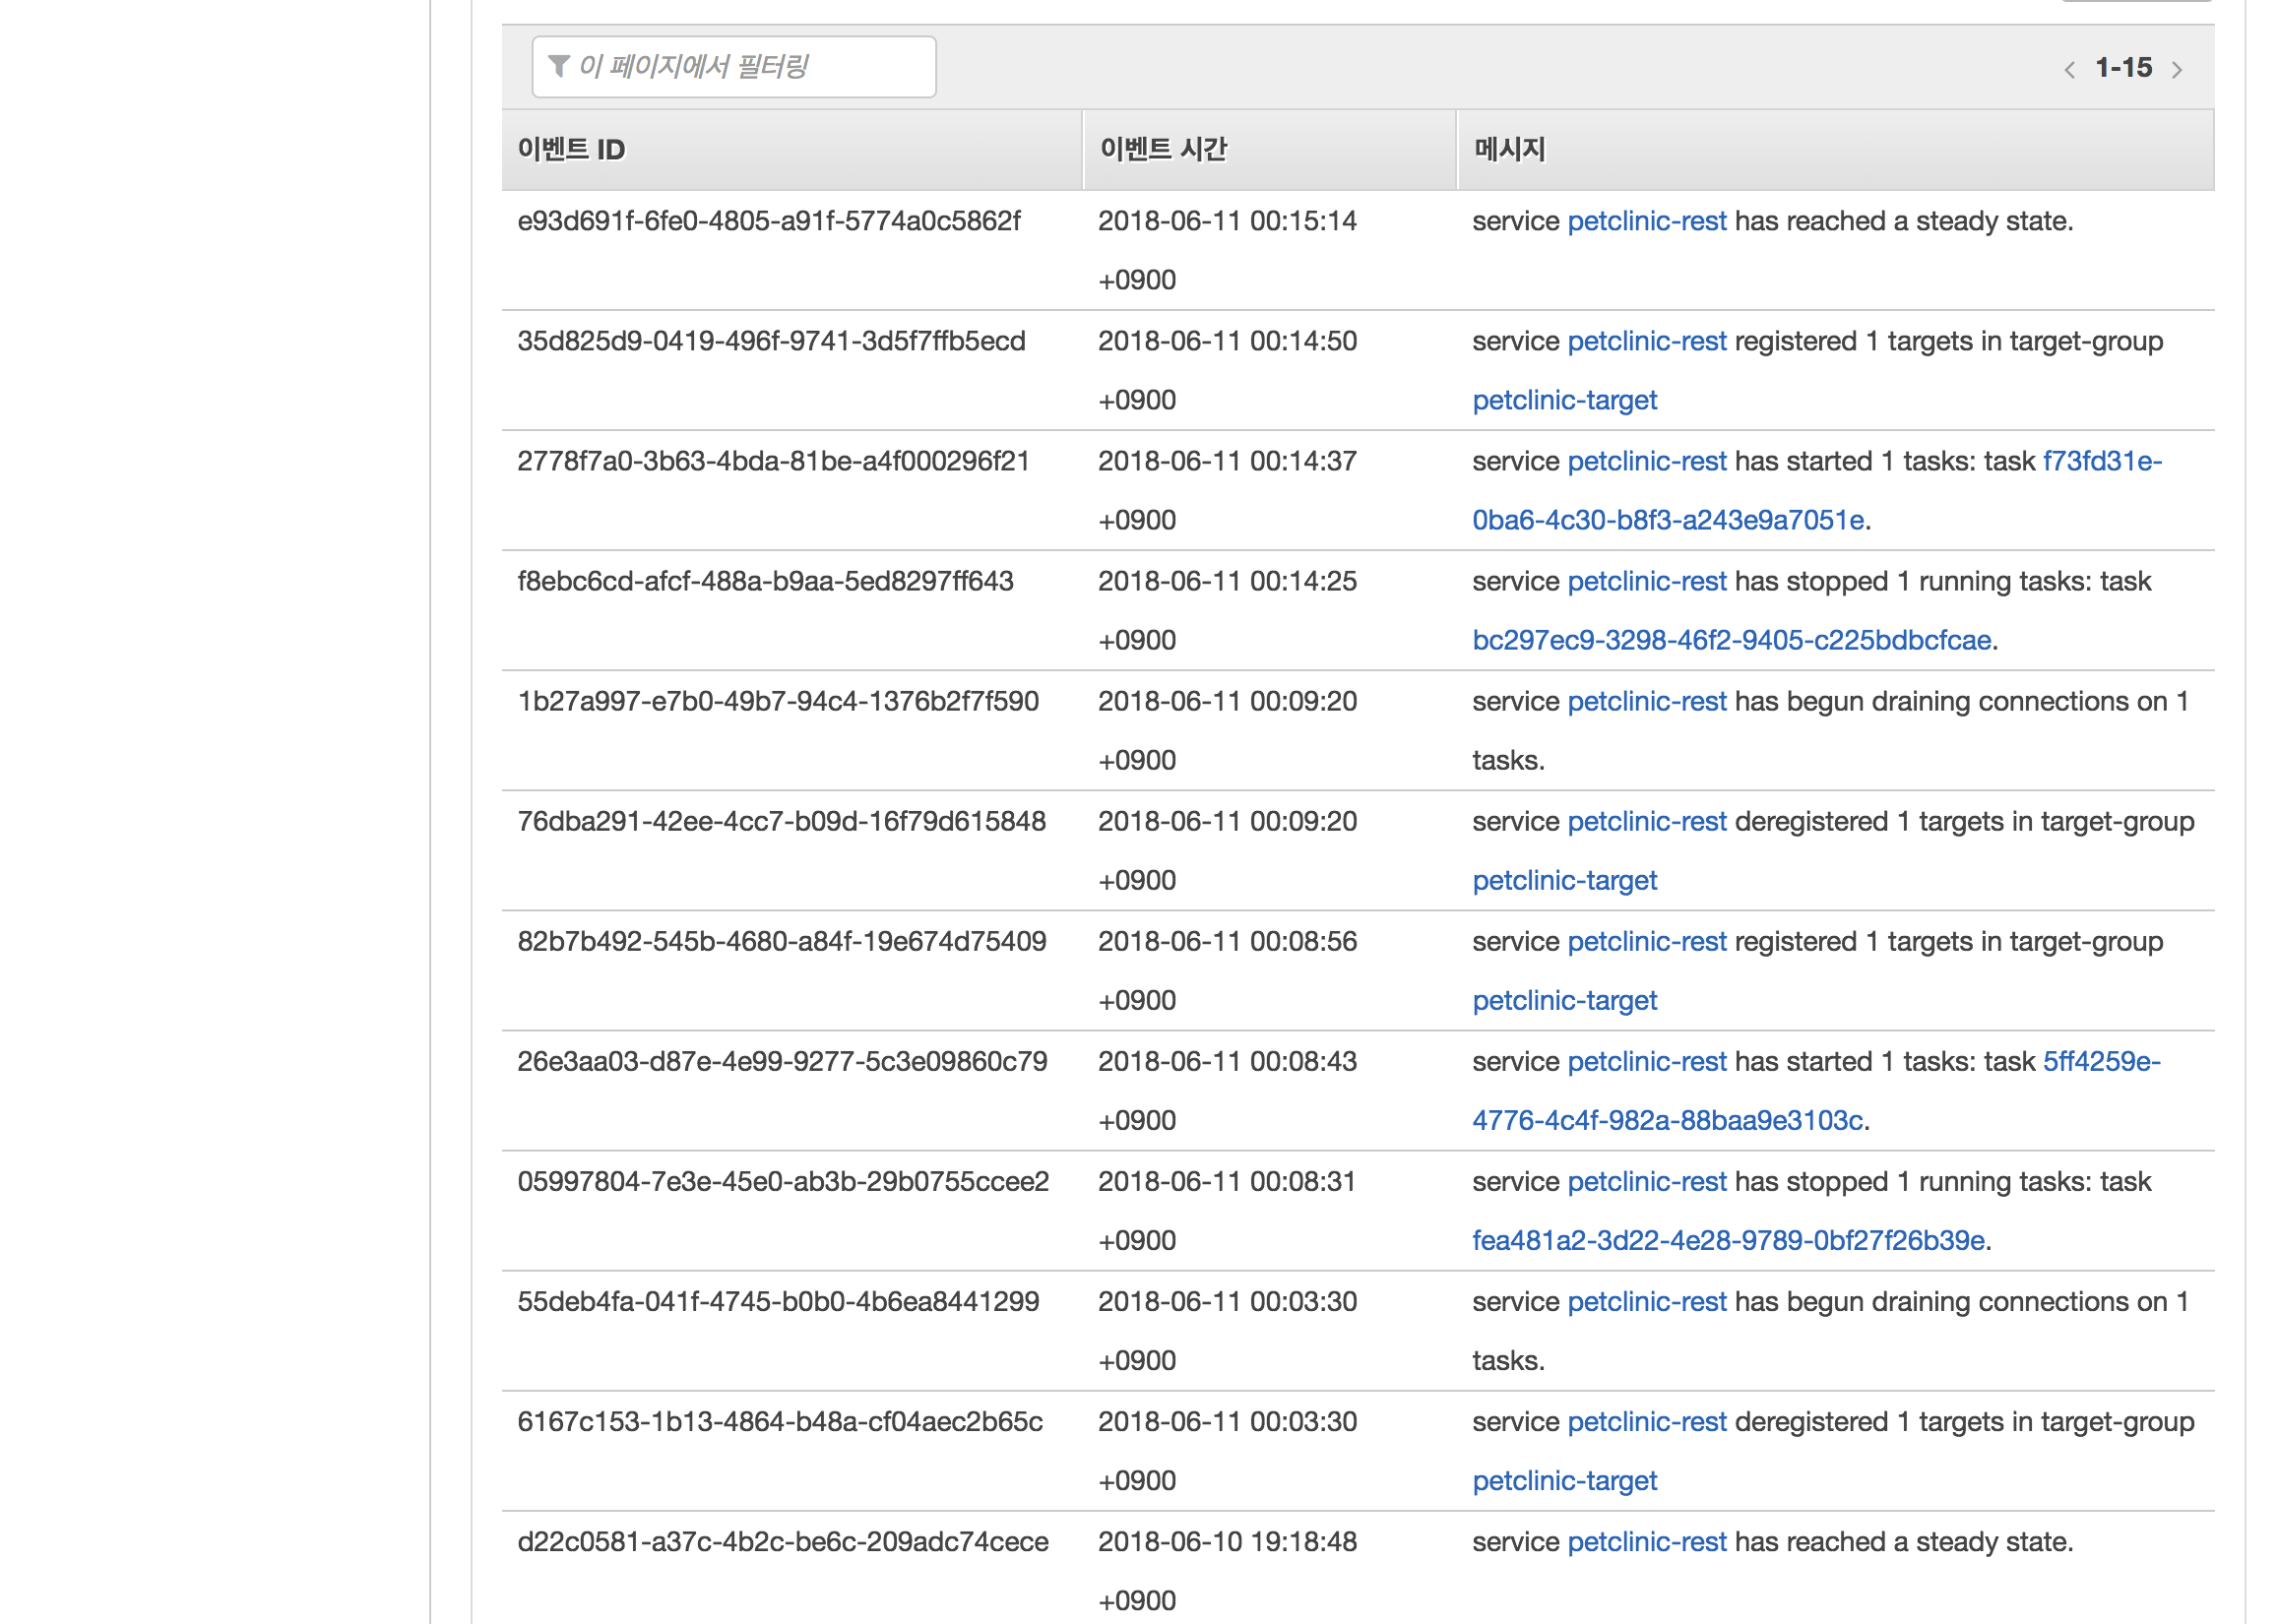 이 페이지에서 필터링
1-15
이벤트 ID 이벤트 시간 메시지
e93d691f-6fe0-4805-a91f-5774a0c5862f 2018-06-11 00:15:14 service petclinic-rest has reached a steady state.
+0900
35d825d9-0419-496f-9741-3d5f7ffb5ecd 2018-06-11 00:14:50 service petclinic-rest registered 1 targets in target-group
+0900 petclinic-target
2778f7a0-3b63-4bda-81be-a4f000296f21 2018-06-11 00:14:37 service petclinic-rest has started 1 tasks: task f73fd31e-
+0900 0ba6-4c30-b8f3-a243e9a7051e.
f8ebc6cd-afcf-488a-b9aa-5ed8297ff643 2018-06-11 00:14:25 service petclinic-rest has stopped 1 running tasks: task
+0900 bc297ec9-3298-46f2-9405-c225bdbcfcae.
1b27a997-e7b0-49b7-94c4-1376b2f7f590 2018-06-11 00:09:20 service petclinic-rest has begun draining connections on 1
+0900 tasks.
76dba291-42ee-4cc7-b09d-16f79d615848 2018-06-11 00:09:20 service petclinic-rest deregistered 1 targets in target-group
+0900 petclinic-target
82b7b492-545b-4680-a84f-19e674d75409 2018-06-11 00:08:56 service petclinic-rest registered 1 targets in target-group
+0900 petclinic-target
26e3aa03-d87e-4e99-9277-5c3e09860c79 2018-06-11 00:08:43 service petclinic-rest has started 1 tasks: task 5ff4259e-
+0900 4776-4c4f-982a-88baa9e3103c.
05997804-7e3e-45e0-ab3b-29b0755ccee2 2018-06-11 00:08:31 service petclinic-rest has stopped 1 running tasks: task
+0900 fea481a2-3d22-4e28-9789-0bf27f26b39e.
55deb4fa-041f-4745-b0b0-4b6ea8441299 2018-06-11 00:03:30 service petclinic-rest has begun draining connections on 1
+0900 tasks.
6167c153-1b13-4864-b48a-cf04aec2b65c 2018-06-11 00:03:30 service petclinic-rest deregistered 1 targets in target-group
+0900 petclinic-target
d22c0581-a37c-4b2c-be6c-209adc74cece 2018-06-10 19:18:48 service petclinic-rest has reached a steady state.
+0900